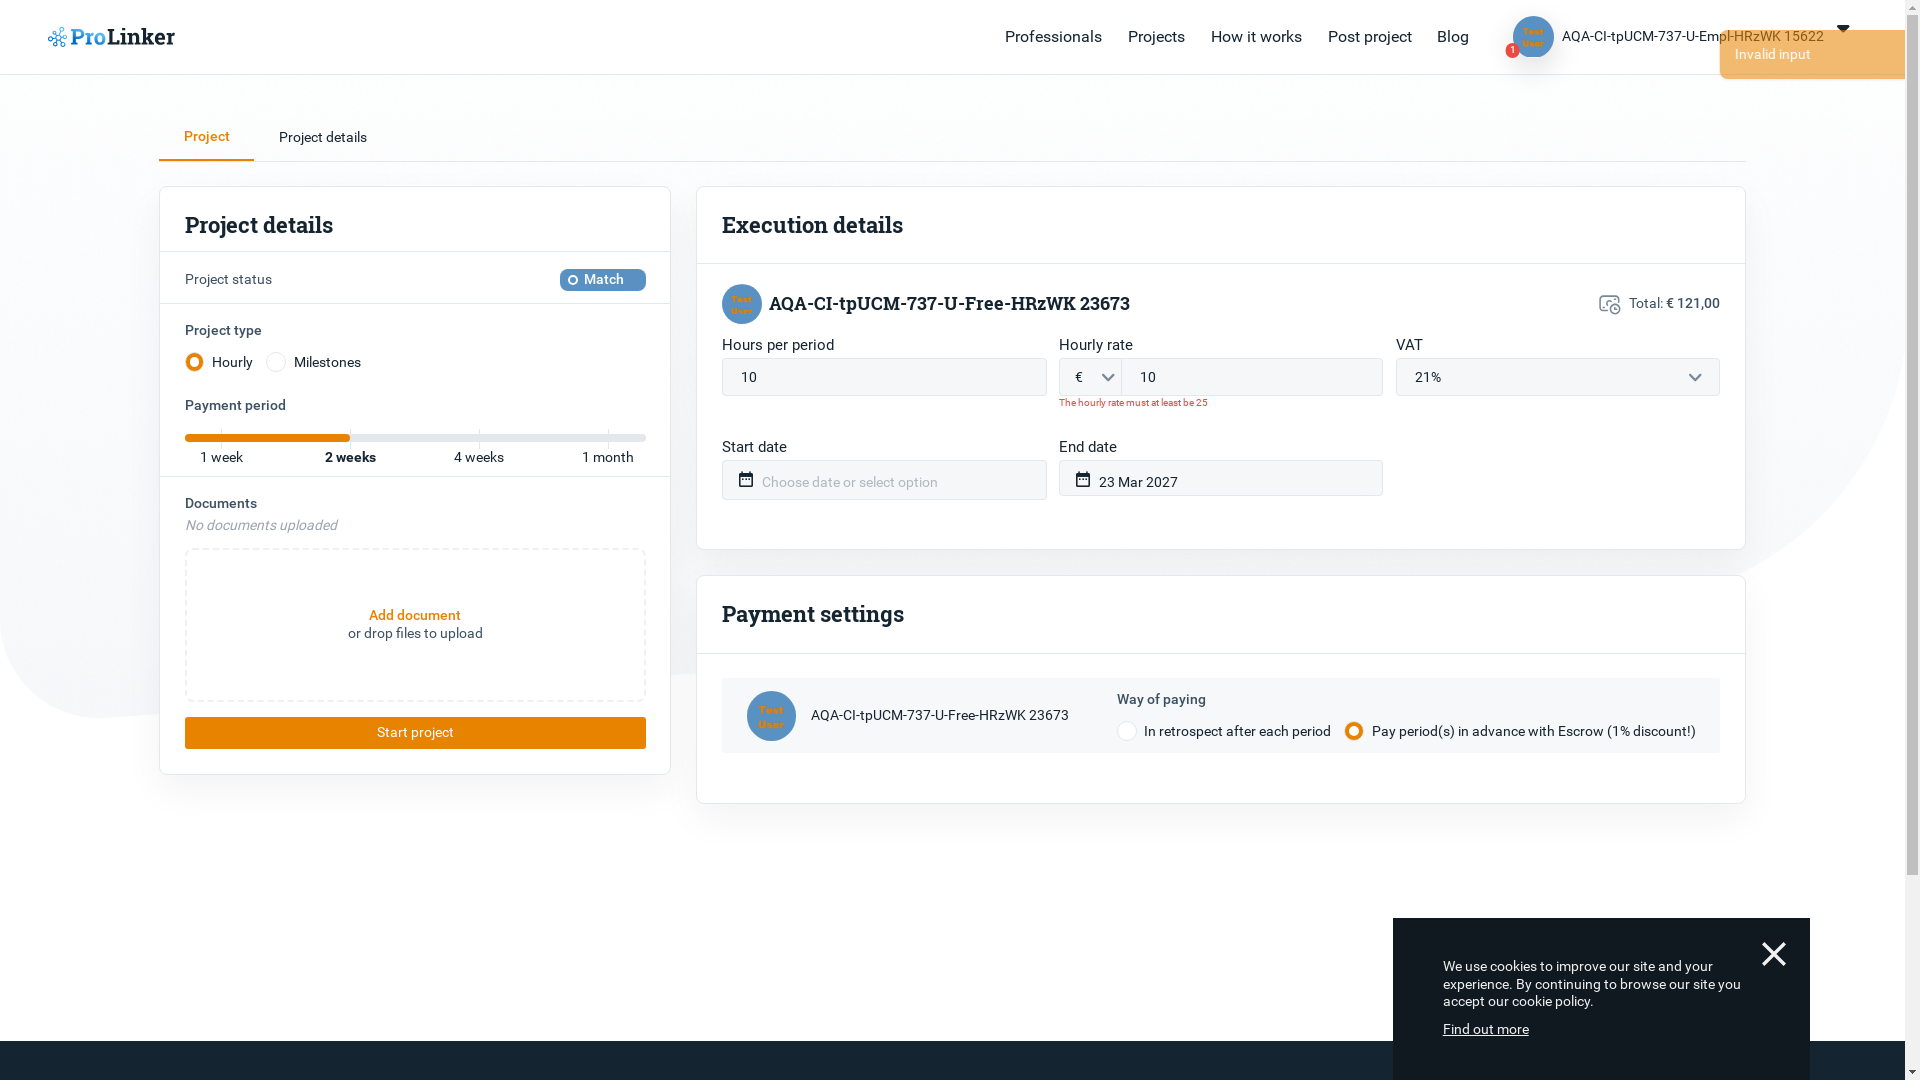 ProLinker
Professionals
Projects
How it works
Post project
Blog
Test
User
1
AQA-CI-tpUCM-737-U-Empl-HRzWK 15622
Invalid input
Project
Project details
Project details
Project status
Match
Project type
Hourly
Milestones
Payment period
1 week
2 weeks
4 weeks
1 month
Documents
No documents uploaded
Add document
or drop files to upload
Start project
Execution details
Test
User
AQA-CI-tpUCM-737-U-Free-HRzWK 23673
Total: € 121,00
Hours per period
10
Hourly rate
€
10
The hourly rate must at least be 25
VAT
21%
Start date
Choose date or select option
End date
23 Mar 2027
Payment settings
Test
User
AQA-CI-tpUCM-737-U-Free-HRzWK 23673
Way of paying
In retrospect after each period
Pay period(s) in advance with Escrow (1% discount!)
We use cookies to improve our site and your
experience. By continuing to browse our site you
accept our cookie policy.
Find out more